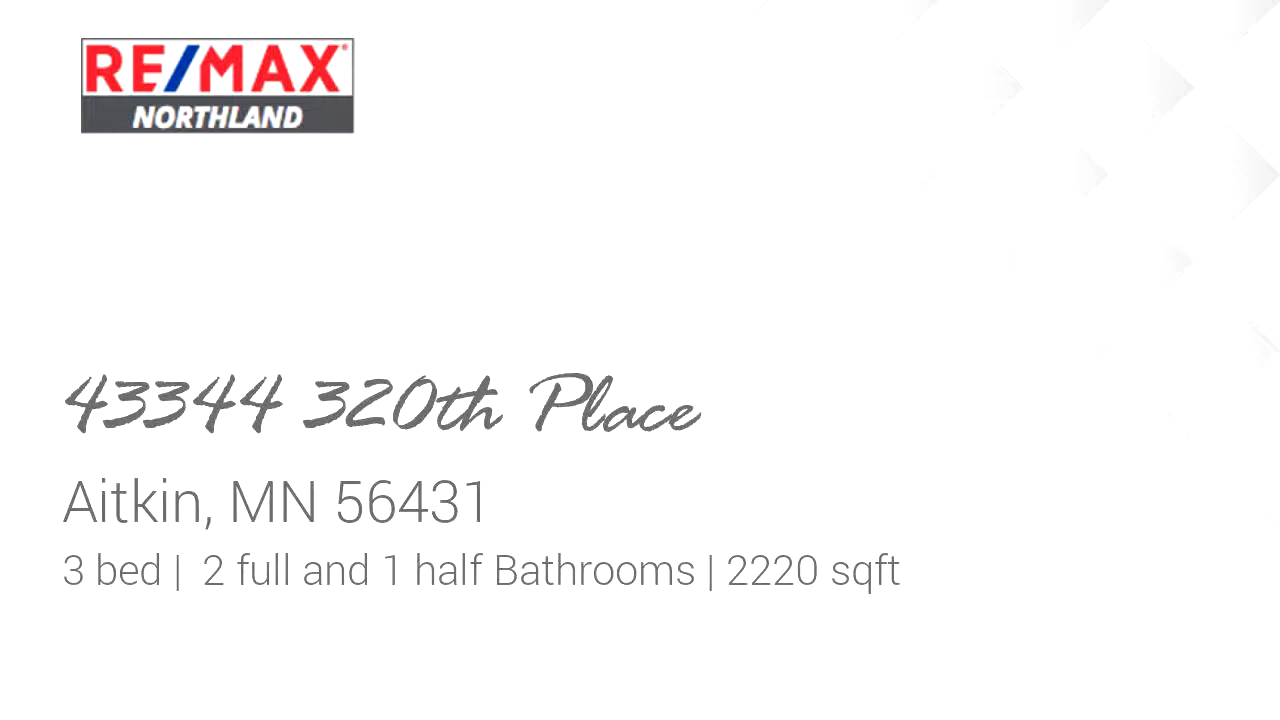 RE/MAX®
NORTHLAND
43344 320th Place
Aitkin, MN 56431
3 bed | 2 full and 1 half Bathrooms | 2220 sqft